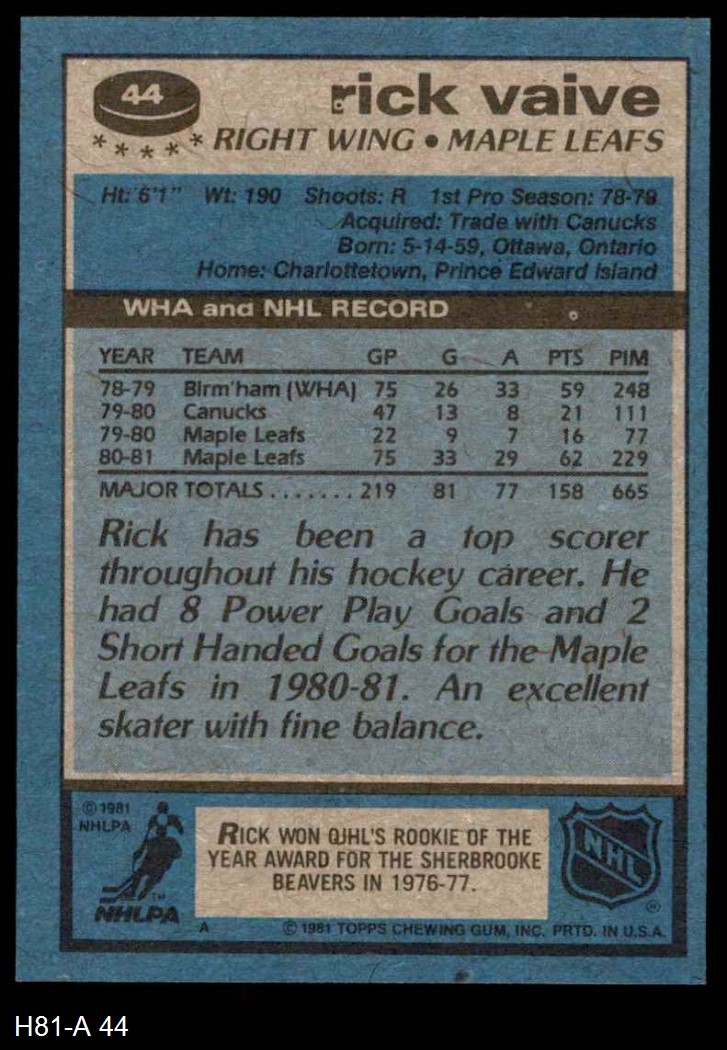 44
rick vaive
★ ★ ★ ★ ★ RIGHT WING • MAPLE LEAFS
Ht: 6'1" Wt: 190 Shoots: R 1st Pro Season: 78-79
Acquired: Trade with Canucks
Born: 5-14-59, Ottawa, Ontario
Home: Charlottetown, Prince Edward Island
WHA and NHL RECORD
YEAR TEAM GP G A PTS PIM
78-79 Birm'ham (WHA) 75 26 33 59 248
79-80 Canucks 47 13 8 21 111
79-80 Maple Leafs 22 9 7 16 77
80-81 Maple Leafs 75 33 29 62 229
MAJOR TOTALS ....... 219 81 77 158 665
Rick has been a top scorer
throughout his hockey career. He
had 8 Power Play Goals and 2
Short Handed Goals for the Maple
Leafs in 1980-81. An excellent
skater with fine balance.
© 1981
NHLPA
NHLPA
TM
RICK WON QJHL'S ROOKIE OF THE
YEAR AWARD FOR THE SHERBROOKE
BEAVERS IN 1976-77.
NHL
®
A © 1981 TOPPS CHEWING GUM, INC. PRTD. IN U.S.A.
H81-A 44